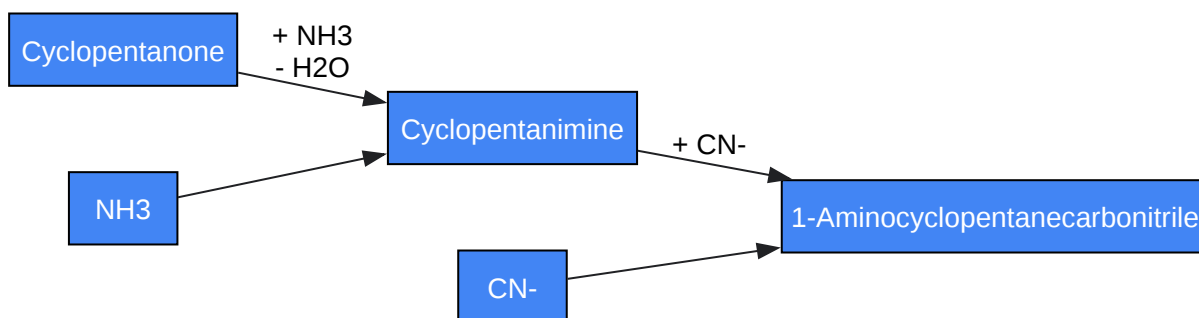 Cyclopentanone
+ NH3
- H2O
Cyclopentanimine
+ CN-
NH3
1-Aminocyclopentanecarbonitrile
CN-